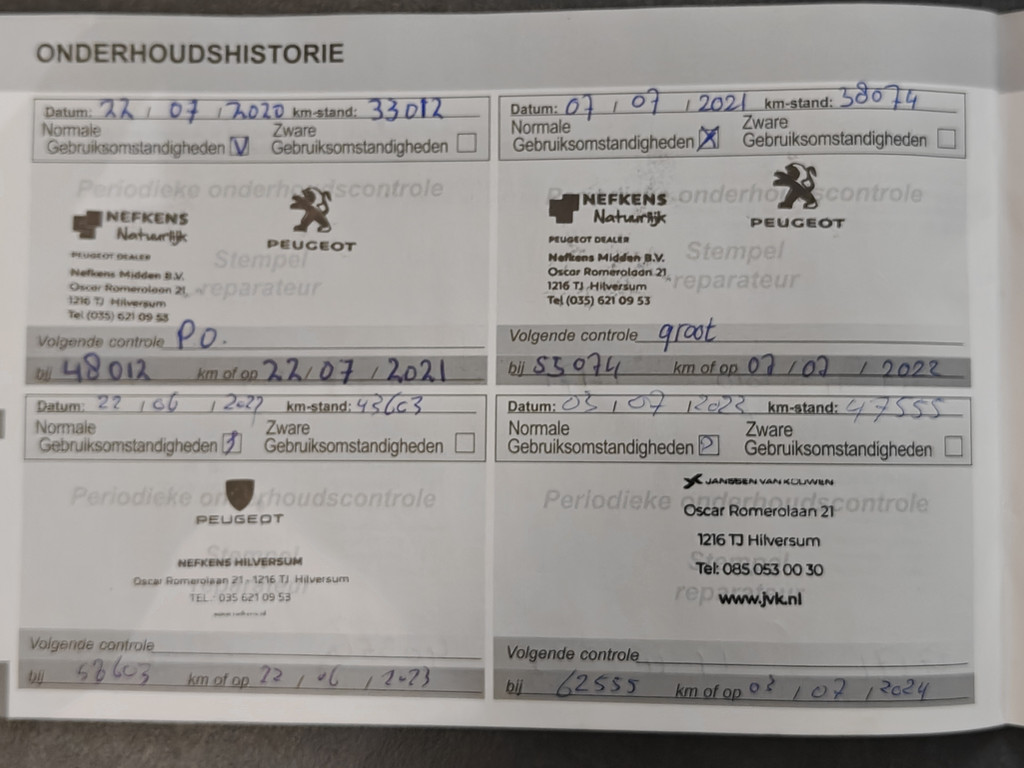 ONDERHOUDSHISTORIE
Datum: 22 / 07 / 2020 km-stand: 33012
Normale Gebruiksomstandigheden V Zware Gebruiksomstandigheden
Periodieke onderhoudscontrole
NEFKENS
Natuurlijk
PEUGEOT
PEUGEOT DEALER
Stempel
reparateur
Nefkens Midden B.V.
Oscar Romerolaan 21
1216 TJ Hilversum
Tel (035) 621 09 53
Volgende controle P.O.
bij 48012 km of op 22/07/2021
Datum: 07 / 07 / 2021 km-stand: 38074
Normale Gebruiksomstandigheden X Zware Gebruiksomstandigheden
Periodieke onderhoudscontrole
NEFKENS
Natuurlijk
PEUGEOT
PEUGEOT DEALER
Stempel
reparateur
Nefkens Midden B.V.
Oscar Romerolaan 21
1216 TJ Hilversum
Tel (035) 621 09 53
Volgende controle groot
bij 53074 km of op 07 / 07 / 2022
Datum: 22 / 06 / 2022 km-stand: 43603
Normale Gebruiksomstandigheden Zware Gebruiksomstandigheden
Periodieke onderhoudscontrole
PEUGEOT
Stempel
reparateur
NEFKENS HILVERSUM
Oscar Romerolaan 21 - 1216 TJ Hilversum
TEL.: 035 621 09 53
Volgende controle
bij 58603 km of op 22 / 06 / 2023
Datum: 03 / 07 / 2023 km-stand: 47555
Normale Gebruiksomstandigheden Zware Gebruiksomstandigheden
Periodieke onderhoudscontrole
JANSSEN VAN KOUWEN
Oscar Romerolaan 21
1216 TJ Hilversum
Stempel
reparateur
Tel: 085 053 00 30
www.jvk.nl
Volgende controle
bij 62555 km of op 03 / 07 / 2024